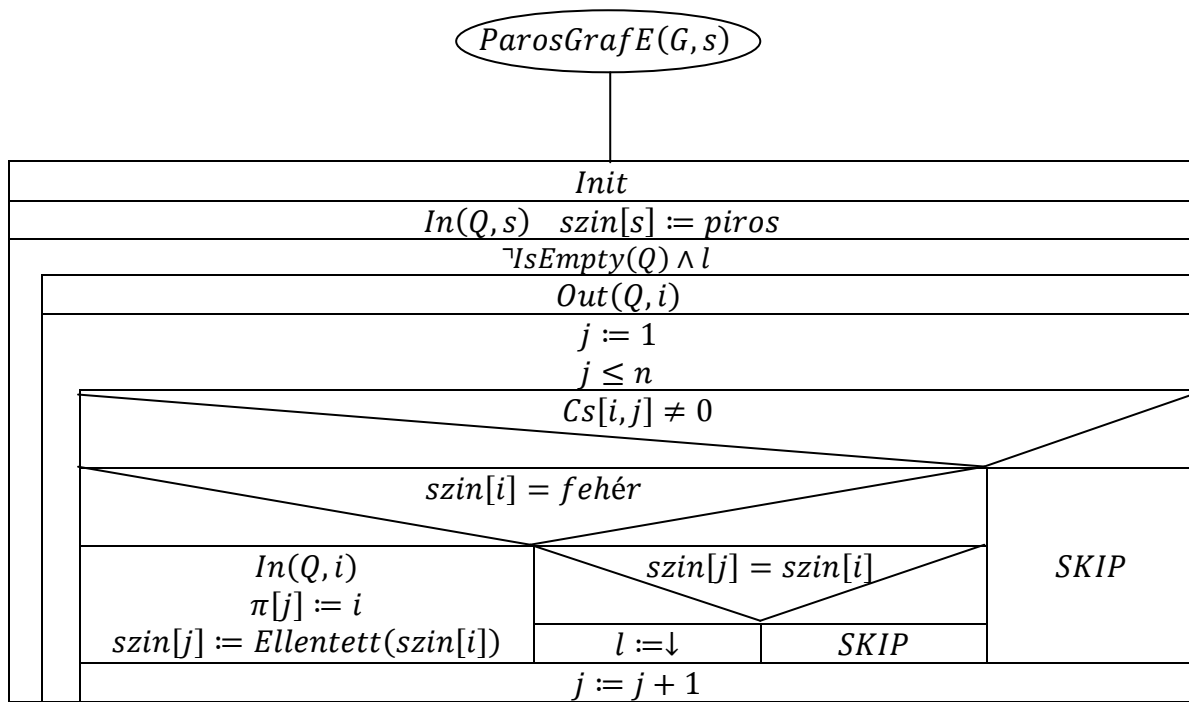 ParosGrafE(G, s)
Init
In(Q, s) szin[s] ≔ piros
¬IsEmpty(Q) ∧ l
Out(Q, i)
j ≔ 1
j ≤ n
Cs[i, j] ≠ 0
szin[i] = fehér
In(Q, i)
π[j] ≔ i
szin[j] ≔ Ellentett(szin[i])
szin[j] = szin[i]
l ≔↓
SKIP
SKIP
j ≔ j + 1